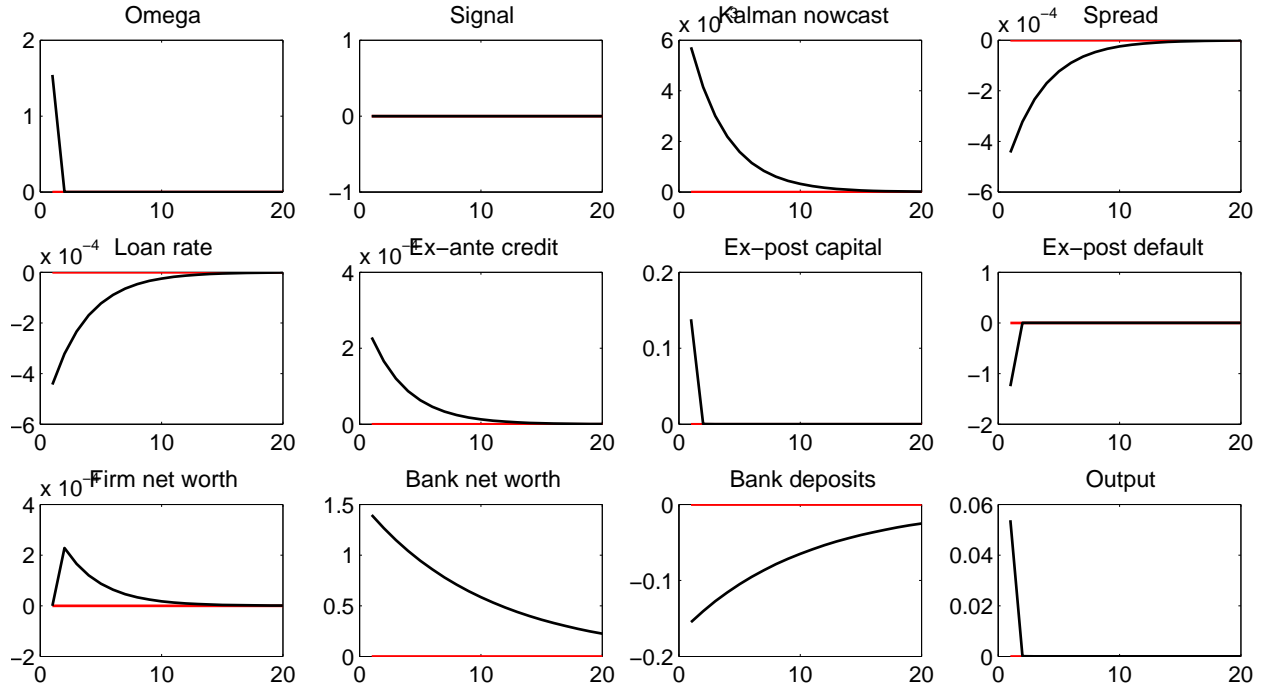 Omega
2
1
0
0 10 20
Signal
1
0
−1
0 10 20
x 10−3
Kalman nowcast
6
4
2
0
0 10 20
x 10−4
Spread
0
−2
−4
−6
0 10 20
x 10−4
Loan rate
0
−2
−4
−6
0 10 20
x 10−4
Ex−ante credit
4
2
0
0 10 20
Ex−post capital
0.2
0.1
0
0 10 20
Ex−post default
1
0
−1
−2
0 10 20
x 10−4
Firm net worth
4
2
0
−2
0 10 20
Bank net worth
1.5
1
0.5
0
0 10 20
Bank deposits
0
−0.1
−0.2
0 10 20
Output
0.06
0.04
0.02
0
0 10 20